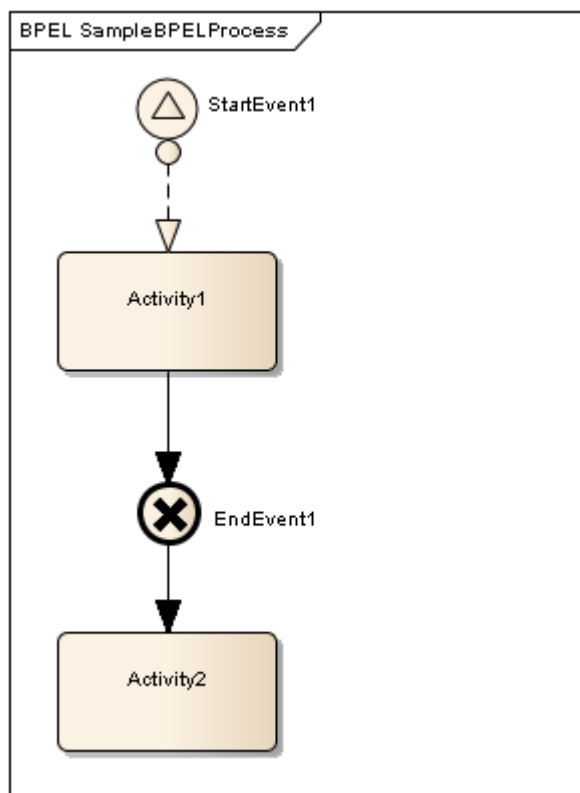 BPEL SampleBPELProcess
StartEvent1
Activity1
EndEvent1
Activity2